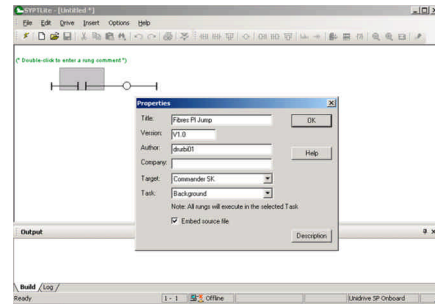 SYPTLite - [Untitled *]
File Edit Drive Insert Options Help
(* Double-click to enter a rung comment *)
Properties
Title: Fibres PI Jump
OK
Version: V1.0
Author: dnabi01
Help
Company:
Target: Commander SK
Task: Background
Note: All rungs will execute in the selected Task
Embed source file
Description
Output
Build Log
Ready
1 - 1
Offline
Unidrive SP Onboard